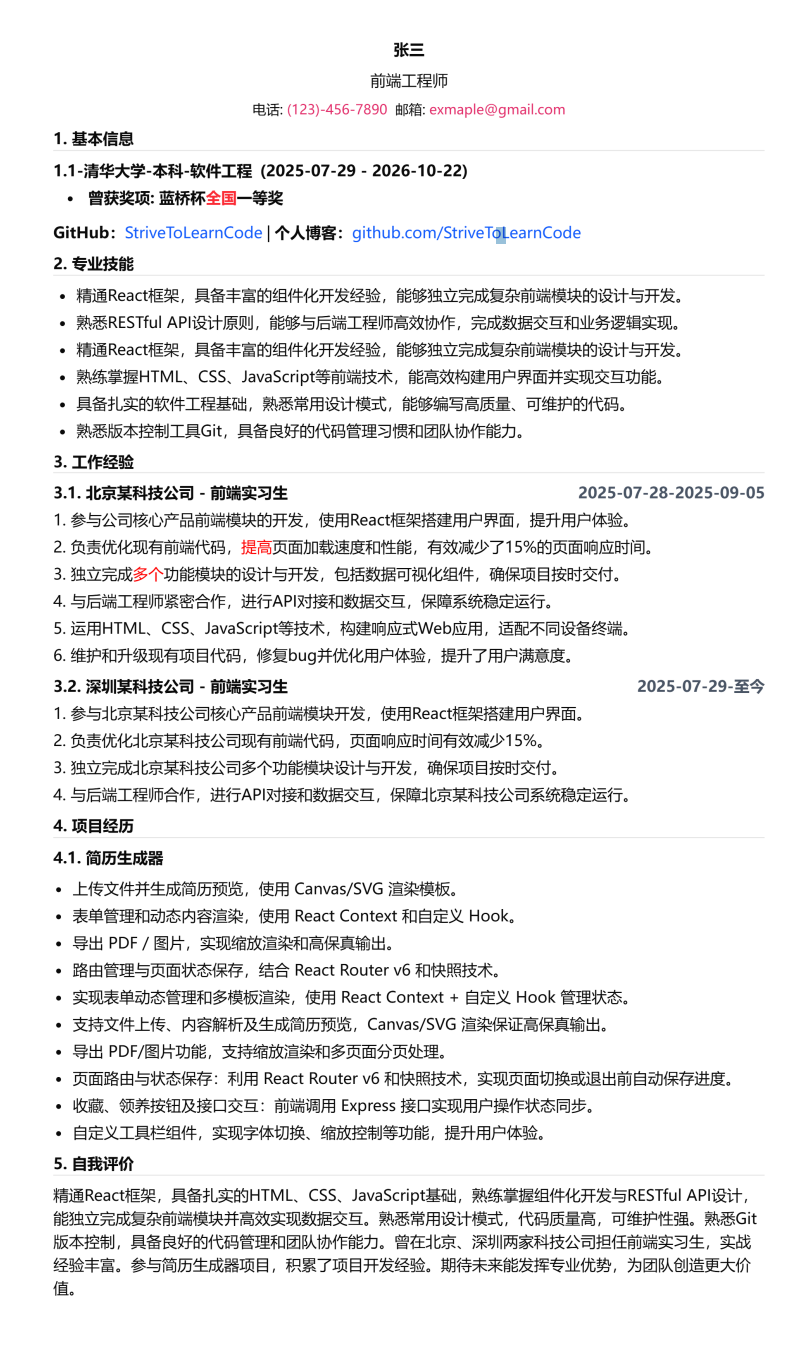 张三
前端工程师
电话: (123)-456-7890 邮箱: exmaple@gmail.com
1. 基本信息
1.1-清华大学-本科-软件工程 (2025-07-29 - 2026-10-22)
• 曾获奖项: 蓝桥杯全国一等奖
GitHub：StriveToLearnCode | 个人博客：github.com/StriveToLearnCode
2. 专业技能
• 精通React框架，具备丰富的组件化开发经验，能够独立完成复杂前端模块的设计与开发。
• 熟悉RESTful API设计原则，能够与后端工程师高效协作，完成数据交互和业务逻辑实现。
• 精通React框架，具备丰富的组件化开发经验，能够独立完成复杂前端模块的设计与开发。
• 熟练掌握HTML、CSS、JavaScript等前端技术，能高效构建用户界面并实现交互功能。
• 具备扎实的软件工程基础，熟悉常用设计模式，能够编写高质量、可维护的代码。
• 熟悉版本控制工具Git，具备良好的代码管理习惯和团队协作能力。
3. 工作经验
3.1. 北京某科技公司 - 前端实习生 2025-07-28-2025-09-05
1. 参与公司核心产品前端模块的开发，使用React框架搭建用户界面，提升用户体验。
2. 负责优化现有前端代码，提高页面加载速度和性能，有效减少了15%的页面响应时间。
3. 独立完成多个功能模块的设计与开发，包括数据可视化组件，确保项目按时交付。
4. 与后端工程师紧密合作，进行API对接和数据交互，保障系统稳定运行。
5. 运用HTML、CSS、JavaScript等技术，构建响应式Web应用，适配不同设备终端。
6. 维护和升级现有项目代码，修复bug并优化用户体验，提升了用户满意度。
3.2. 深圳某科技公司 - 前端实习生 2025-07-29-至今
1. 参与北京某科技公司核心产品前端模块开发，使用React框架搭建用户界面。
2. 负责优化北京某科技公司现有前端代码，页面响应时间有效减少15%。
3. 独立完成北京某科技公司多个功能模块设计与开发，确保项目按时交付。
4. 与后端工程师合作，进行API对接和数据交互，保障北京某科技公司系统稳定运行。
4. 项目经历
4.1. 简历生成器
• 上传文件并生成简历预览，使用 Canvas/SVG 渲染模板。
• 表单管理和动态内容渲染，使用 React Context 和自定义 Hook。
• 导出 PDF / 图片，实现缩放渲染和高保真输出。
• 路由管理与页面状态保存，结合 React Router v6 和快照技术。
• 实现表单动态管理和多模板渲染，使用 React Context + 自定义 Hook 管理状态。
• 支持文件上传、内容解析及生成简历预览，Canvas/SVG 渲染保证高保真输出。
• 导出 PDF/图片功能，支持缩放渲染和多页面分页处理。
• 页面路由与状态保存：利用 React Router v6 和快照技术，实现页面切换或退出前自动保存进度。
• 收藏、领养按钮及接口交互：前端调用 Express 接口实现用户操作状态同步。
• 自定义工具栏组件，实现字体切换、缩放控制等功能，提升用户体验。
5. 自我评价
精通React框架，具备扎实的HTML、CSS、JavaScript基础，熟练掌握组件化开发与RESTful API设计，
能独立完成复杂前端模块并高效实现数据交互。熟悉常用设计模式，代码质量高，可维护性强。熟悉Git
版本控制，具备良好的代码管理和团队协作能力。曾在北京、深圳两家科技公司担任前端实习生，实战
经验丰富。参与简历生成器项目，积累了项目开发经验。期待未来能发挥专业优势，为团队创造更大价
值。